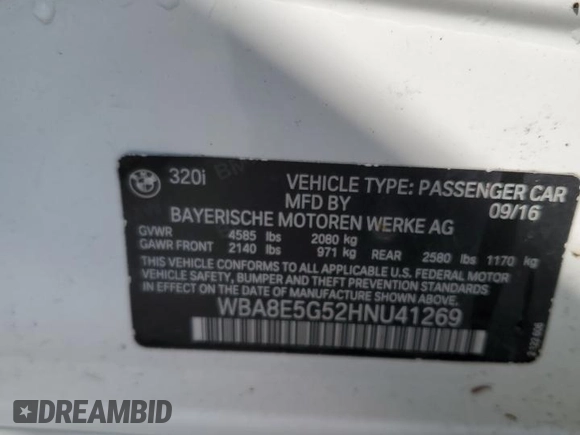 320i VEHICLE TYPE: PASSENGER CAR
MFD BY 09/16
BAYERISCHE MOTOREN WERKE AG
GVWR 4585 lbs 2080 kg
GAWR FRONT 2140 lbs 971 kg REAR 2580 lbs 1170 kg
THIS VEHICLE CONFORMS TO ALL APPLICABLE U.S. FEDERAL MOTOR
VEHICLE SAFETY, BUMPER AND THEFT PREVENTION STANDARDS IN
EFFECT ON THE DATE OF MANUFACTURE SHOWN ABOVE.
WBA8E5G52HNU41269
DREAMBID